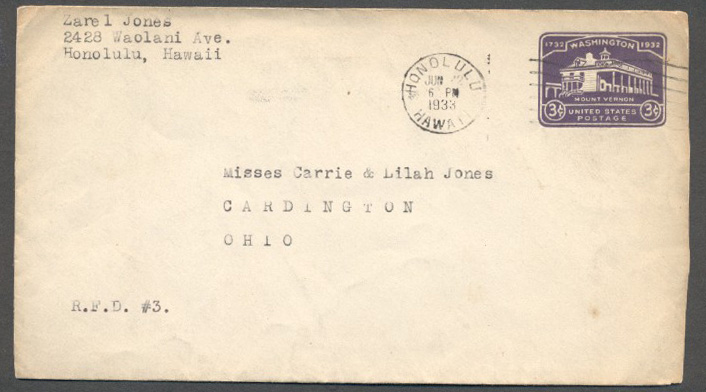 Zarel Jones
2428 Waolani Ave.
Honolulu, Hawaii
HONOLULU
JUN
6 PM
1933
HAWAII
1732 WASHINGTON 1932
MOUNT VERNON
3¢ UNITED STATES 3¢
POSTAGE
Misses Carrie & Lilah Jones
CARDINGTON
OHIO
R.F.D. #3.